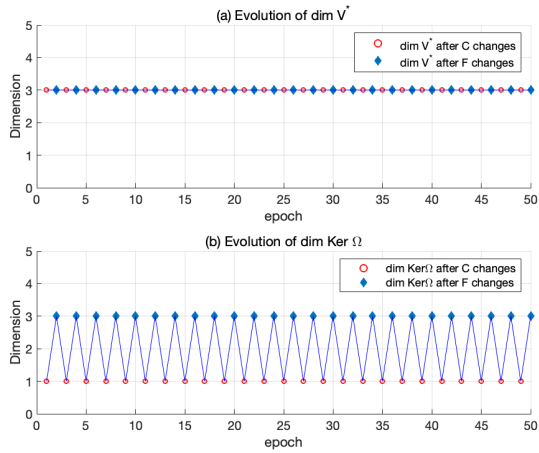 (a) Evolution of dim V*
5
4
3
2
1
0
Dimension
dim V* after C changes
dim V* after F changes
0 5 10 15 20 25 30 35 40 45 50
epoch
(b) Evolution of dim Ker Ω
5
4
3
2
1
0
Dimension
dim KerΩ after C changes
dim KerΩ after F changes
0 5 10 15 20 25 30 35 40 45 50
epoch